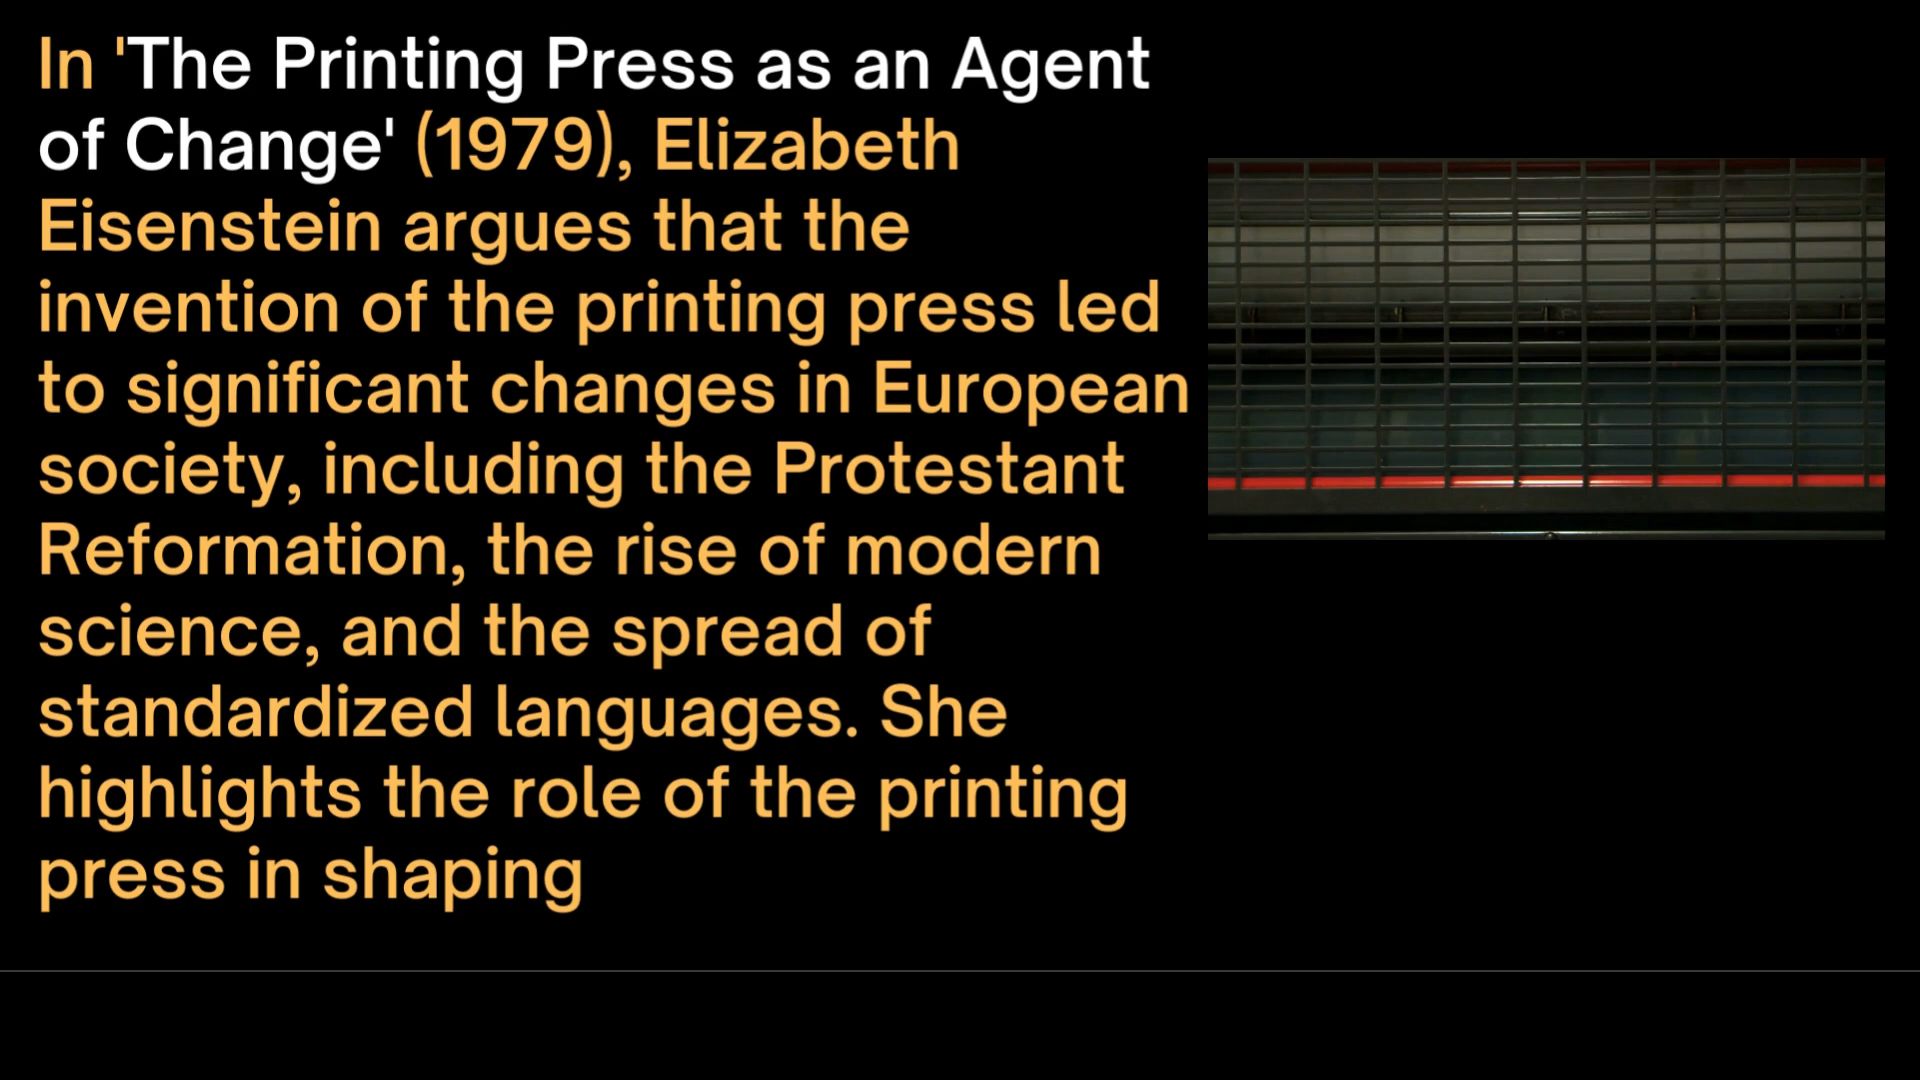 In 'The Printing Press as an Agent
of Change' (1979), Elizabeth
Eisenstein argues that the
invention of the printing press led
to significant changes in European
society, including the Protestant
Reformation, the rise of modern
science, and the spread of
standardized languages. She
highlights the role of the printing
press in shaping